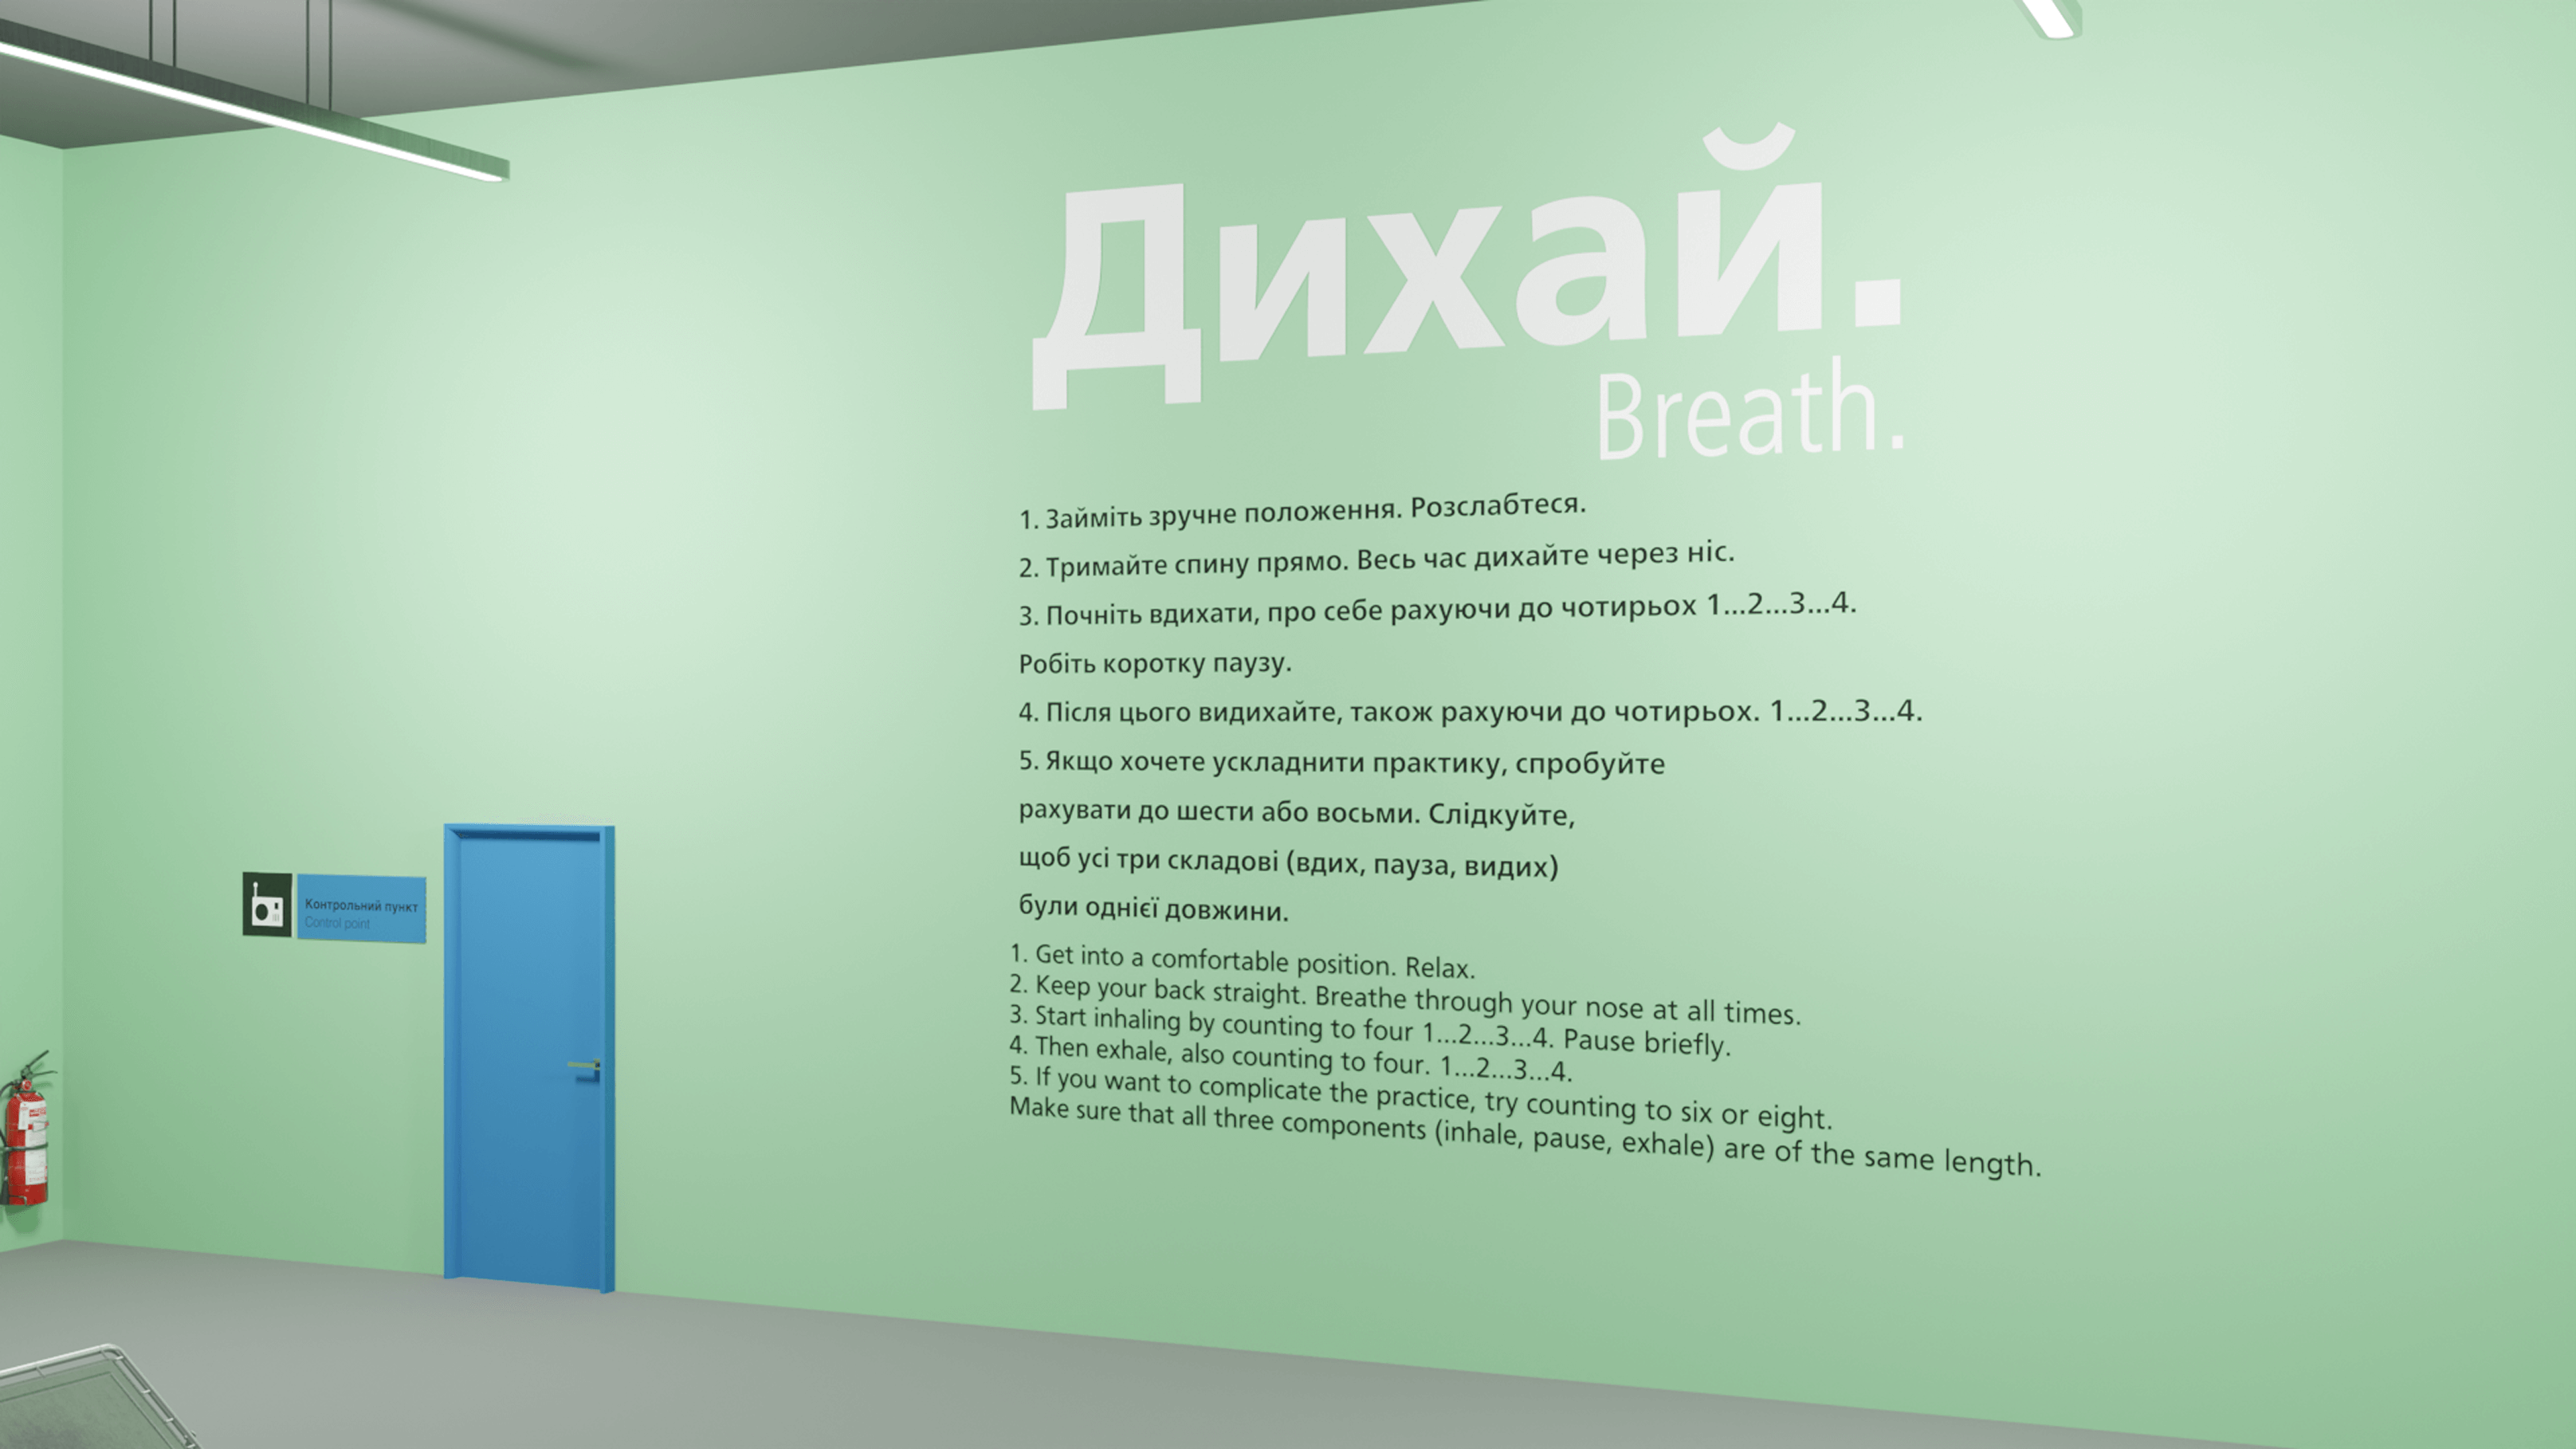 Дихай.
Breath.
1. Займіть зручне положення. Розслабтеся.
2. Тримайте спину прямо. Весь час дихайте через ніс.
3. Почніть вдихати, про себе рахуючи до чотирьох 1...2...3...4.
Робіть коротку паузу.
4. Після цього видихайте, також рахуючи до чотирьох. 1...2...3...4.
5. Якщо хочете ускладнити практику, спробуйте
рахувати до шести або восьми. Слідкуйте,
щоб усі три складові (вдих, пауза, видих)
були однієї довжини.
1. Get into a comfortable position. Relax.
2. Keep your back straight. Breathe through your nose at all times.
3. Start inhaling by counting to four 1...2...3...4. Pause briefly.
4. Then exhale, also counting to four. 1...2...3...4.
5. If you want to complicate the practice, try counting to six or eight.
Make sure that all three components (inhale, pause, exhale) are of the same length.
Контрольний пункт
Control point